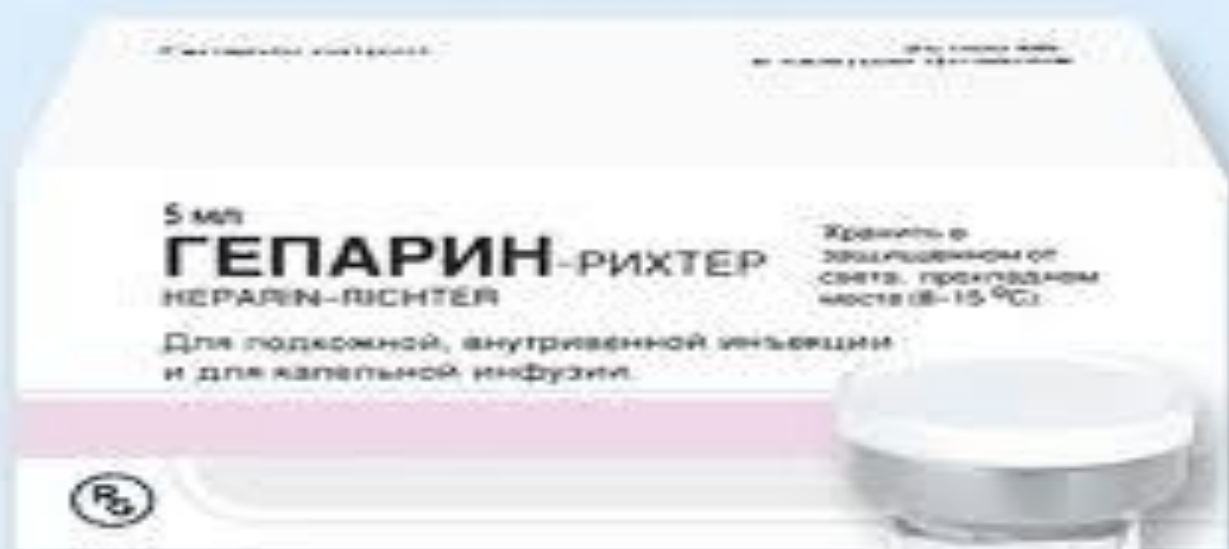 5 мл
ГЕПАРИН-РИХТЕР
HEPARIN-RICHTER
Хранить в
защищенном от
света, прохладном
месте (8-15 °C)
Для подкожной, внутривенной инъекции
и для капельной инфузии
RG